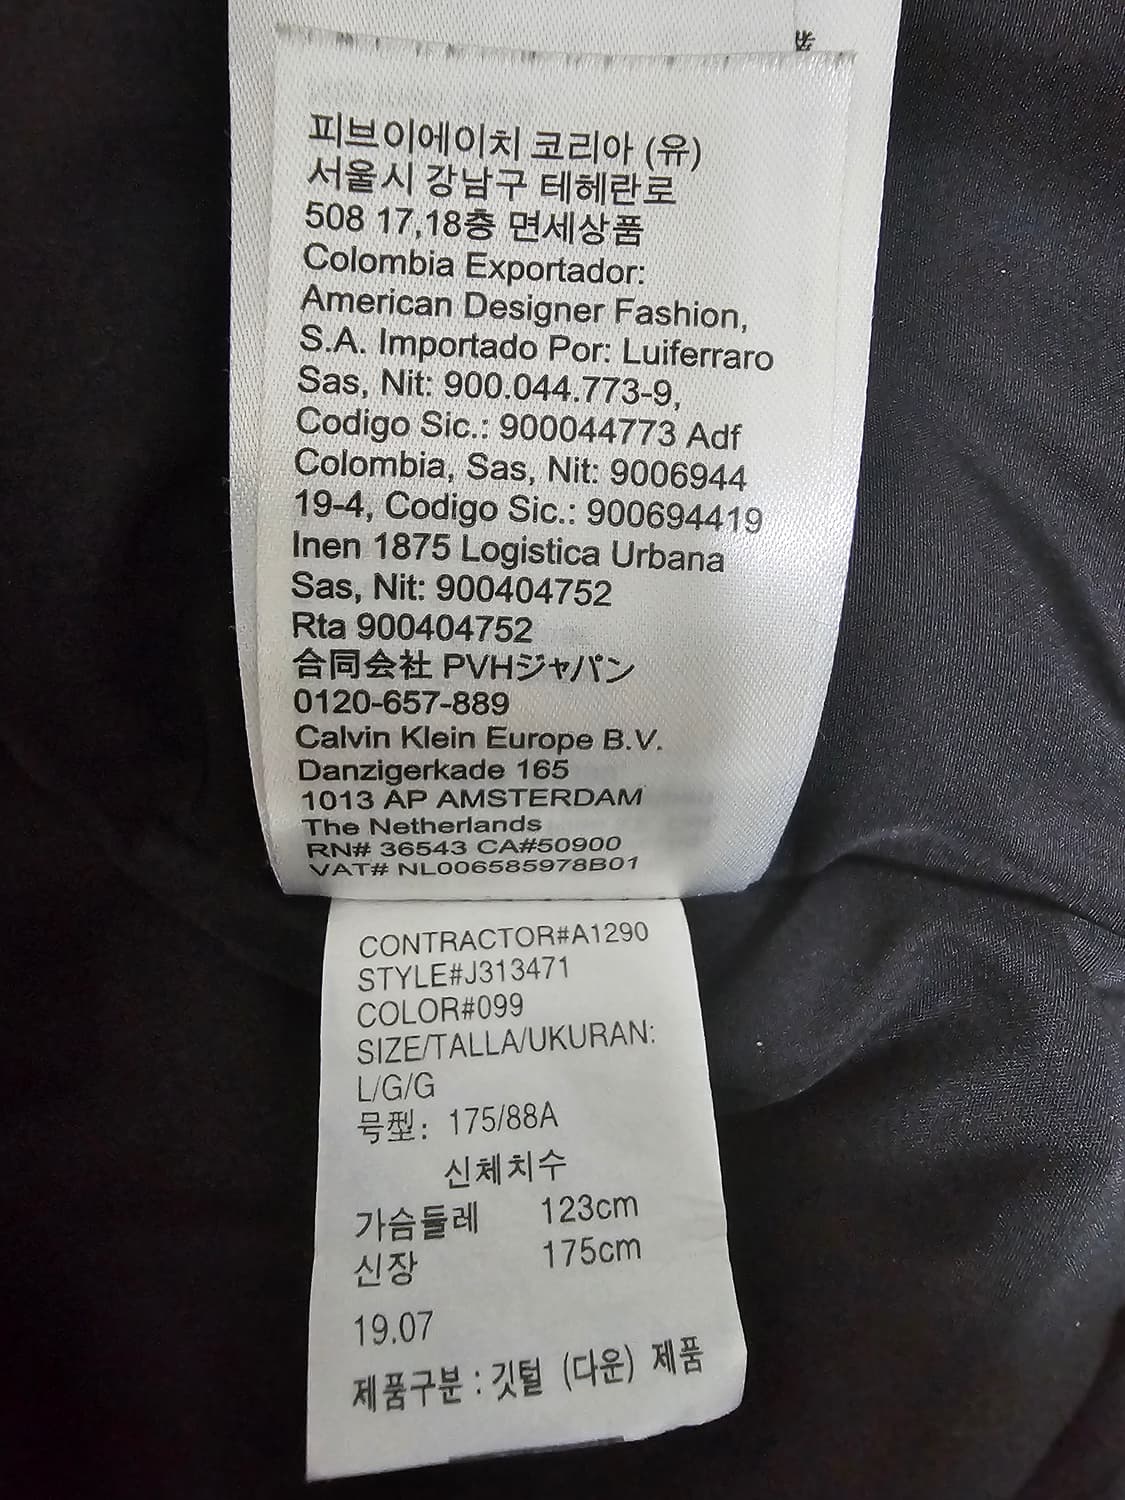 피브이에이치 코리아 (유)
서울시 강남구 테헤란로
508 17,18층 면세상품
Colombia Exportador:
American Designer Fashion,
S.A. Importado Por: Luiferraro
Sas, Nit: 900.044.773-9,
Codigo Sic.: 900044773 Adf
Colombia, Sas, Nit: 9006944
19-4, Codigo Sic.: 900694419
Inen 1875 Logistica Urbana
Sas, Nit: 900404752
Rta 900404752
合同会社 PVHジャパン
0120-657-889
Calvin Klein Europe B.V.
Danzigerkade 165
1013 AP AMSTERDAM
The Netherlands
RN# 36543 CA#50900
VAT# NL006585978B01
CONTRACTOR#A1290
STYLE#J313471
COLOR#099
SIZE/TALLA/UKURAN:
L/G/G
号型: 175/88A
신체치수
가슴둘레 123cm
신장 175cm
19.07
제품구분 : 깃털 (다운) 제품